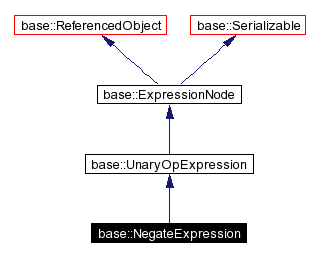 base::ReferencedObject
base::Serializable
base::ExpressionNode
base::UnaryOpExpression
base::NegateExpression